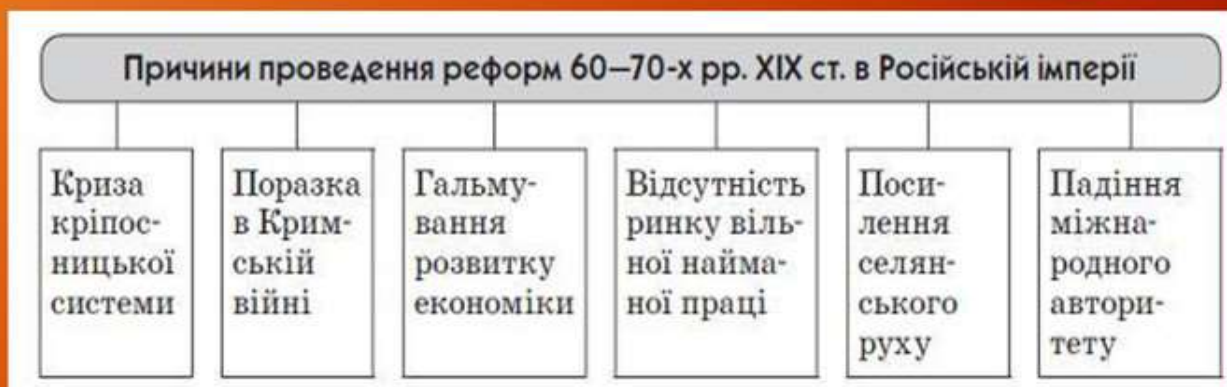 Причини проведення реформ 60–70-х рр. XIX ст. в Російській імперії
Криза
кріпос-
ницької
системи
Поразка
в Крим-
ській
війні
Гальму-
вання
розвитку
економіки
Відсутність
ринку віль-
ної найма-
ної праці
Поси-
лення
селян-
ського
руху
Падіння
міжна-
родного
автори-
тету